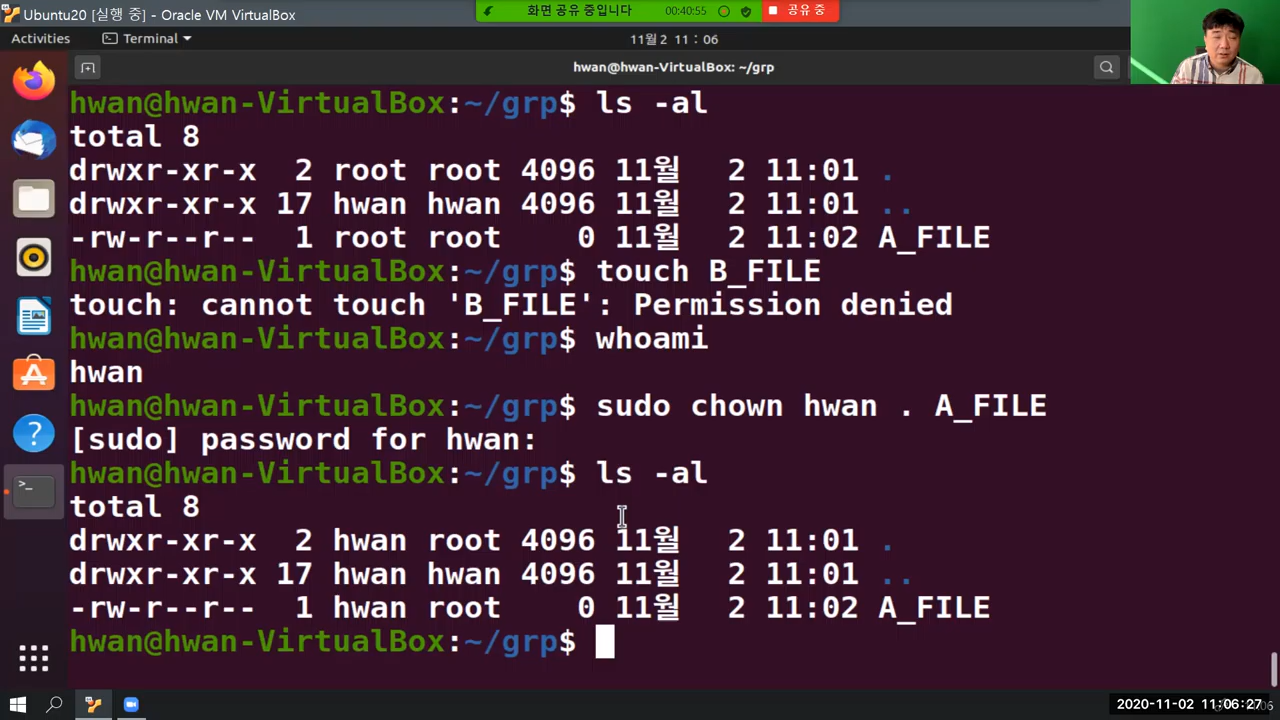 Ubuntu20 [실행 중] - Oracle VM VirtualBox
화면 공유 중입니다
00:40:55
공유 중
Activities
Terminal
11월 2 11 : 06
hwan@hwan-VirtualBox: ~/grp
hwan@hwan-VirtualBox:~/grp$ ls -al
total 8
drwxr-xr-x 2 root root 4096 11월 2 11:01 .
drwxr-xr-x 17 hwan hwan 4096 11월 2 11:01 ..
-rw-r--r-- 1 root root 0 11월 2 11:02 A_FILE
hwan@hwan-VirtualBox:~/grp$ touch B_FILE
touch: cannot touch 'B_FILE': Permission denied
hwan@hwan-VirtualBox:~/grp$ whoami
hwan
hwan@hwan-VirtualBox:~/grp$ sudo chown hwan . A_FILE
[sudo] password for hwan:
hwan@hwan-VirtualBox:~/grp$ ls -al
total 8
drwxr-xr-x 2 hwan root 4096 11월 2 11:01 .
drwxr-xr-x 17 hwan hwan 4096 11월 2 11:01 ..
-rw-r--r-- 1 hwan root 0 11월 2 11:02 A_FILE
hwan@hwan-VirtualBox:~/grp$
2020-11-02 11:06:27